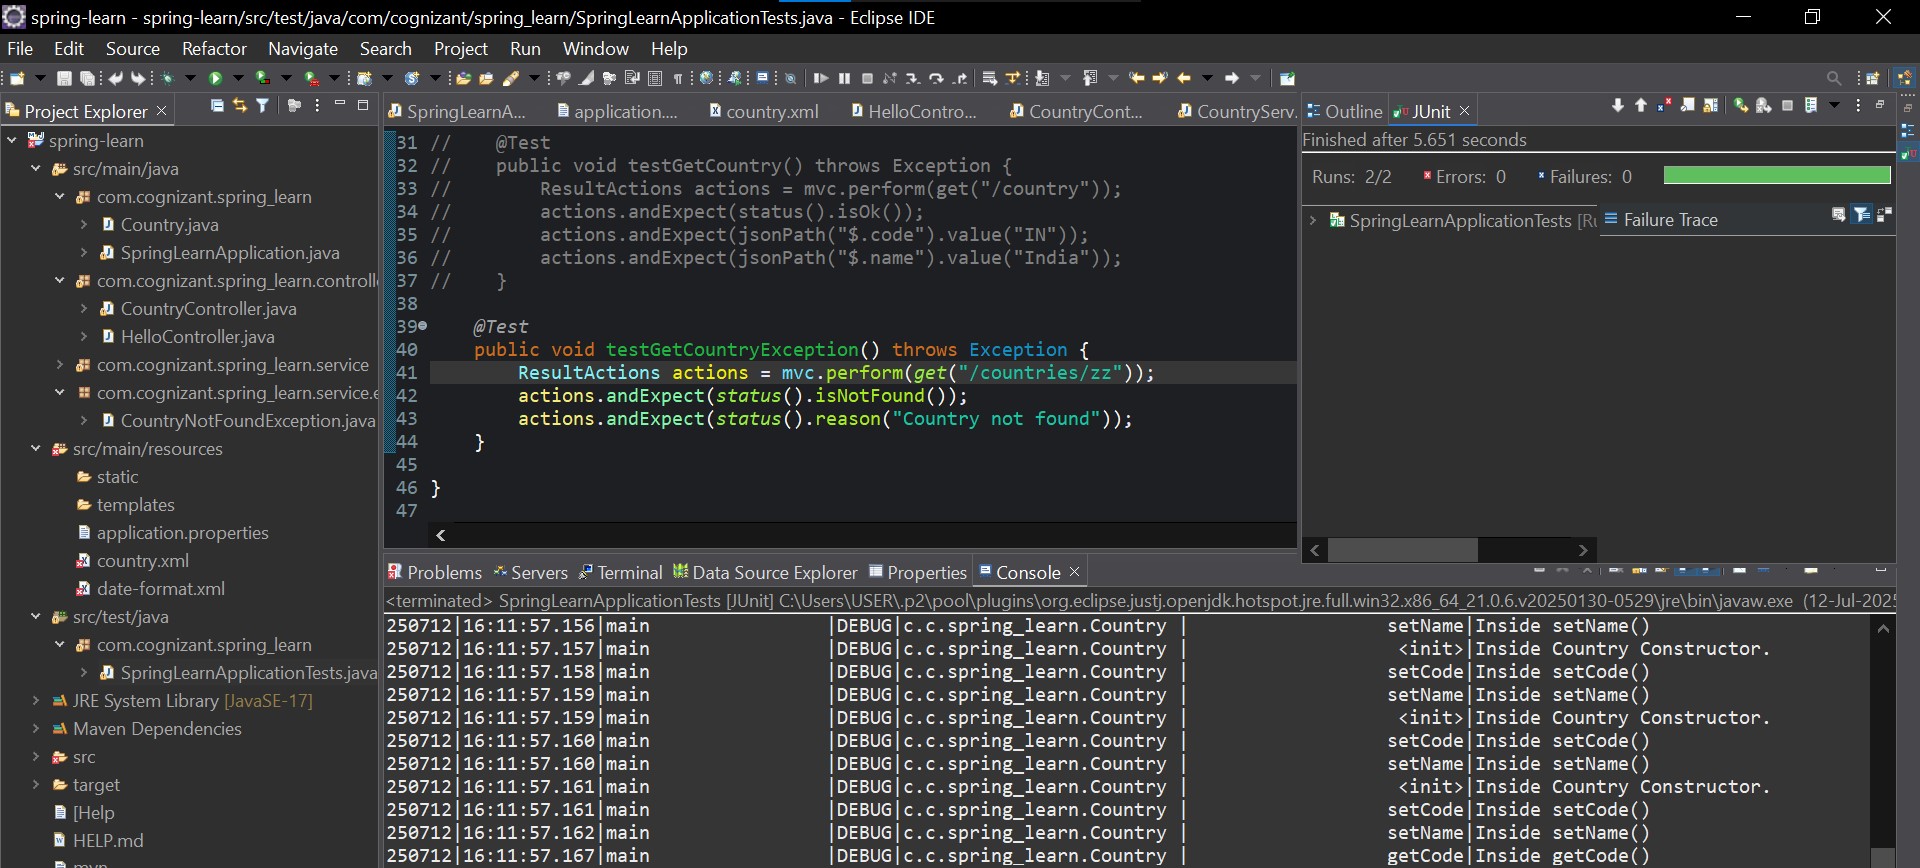 spring-learn - spring-learn/src/test/java/com/cognizant/spring_learn/SpringLearnApplicationTests.java - Eclipse IDE
File Edit Source Refactor Navigate Search Project Run Window Help
Project Explorer
spring-learn
src/main/java
com.cognizant.spring_learn
Country.java
SpringLearnApplication.java
com.cognizant.spring_learn.controll
CountryController.java
HelloController.java
com.cognizant.spring_learn.service
com.cognizant.spring_learn.service.e
CountryNotFoundException.java
src/main/resources
static
templates
application.properties
country.xml
date-format.xml
src/test/java
com.cognizant.spring_learn
SpringLearnApplicationTests.java
JRE System Library [JavaSE-17]
Maven Dependencies
src
target
[Help
HELP.md
SpringLearnA... application.... country.xml HelloContro... CountryCont... CountryServ.
31 // @Test
32 // public void testGetCountry() throws Exception {
33 // ResultActions actions = mvc.perform(get("/country"));
34 // actions.andExpect(status().isOk());
35 // actions.andExpect(jsonPath("$.code").value("IN"));
36 // actions.andExpect(jsonPath("$.name").value("India"));
37 // }
38
39 @Test
40 public void testGetCountryException() throws Exception {
41 ResultActions actions = mvc.perform(get("/countries/zz"));
42 actions.andExpect(status().isNotFound());
43 actions.andExpect(status().reason("Country not found"));
44 }
45
46 }
47
Outline JUnit
Finished after 5.651 seconds
Runs: 2/2 Errors: 0 Failures: 0
SpringLearnApplicationTests [Ru
Failure Trace
Problems Servers Terminal Data Source Explorer Properties Console
<terminated> SpringLearnApplicationTests [JUnit] C:\Users\USER\.p2\pool\plugins\org.eclipse.justj.openjdk.hotspot.jre.full.win32.x86_64_21.0.6.v20250130-0529\jre\bin\javaw.exe (12-Jul-2025
250712|16:11:57.156|main |DEBUG|c.c.spring_learn.Country | setName|Inside setName()
250712|16:11:57.157|main |DEBUG|c.c.spring_learn.Country | <init>|Inside Country Constructor.
250712|16:11:57.158|main |DEBUG|c.c.spring_learn.Country | setCode|Inside setCode()
250712|16:11:57.159|main |DEBUG|c.c.spring_learn.Country | setName|Inside setName()
250712|16:11:57.159|main |DEBUG|c.c.spring_learn.Country | <init>|Inside Country Constructor.
250712|16:11:57.160|main |DEBUG|c.c.spring_learn.Country | setCode|Inside setCode()
250712|16:11:57.160|main |DEBUG|c.c.spring_learn.Country | setName|Inside setName()
250712|16:11:57.161|main |DEBUG|c.c.spring_learn.Country | <init>|Inside Country Constructor.
250712|16:11:57.161|main |DEBUG|c.c.spring_learn.Country | setCode|Inside setCode()
250712|16:11:57.162|main |DEBUG|c.c.spring_learn.Country | setName|Inside setName()
250712|16:11:57.167|main |DEBUG|c.c.spring_learn.Country | getCode|Inside getCode()